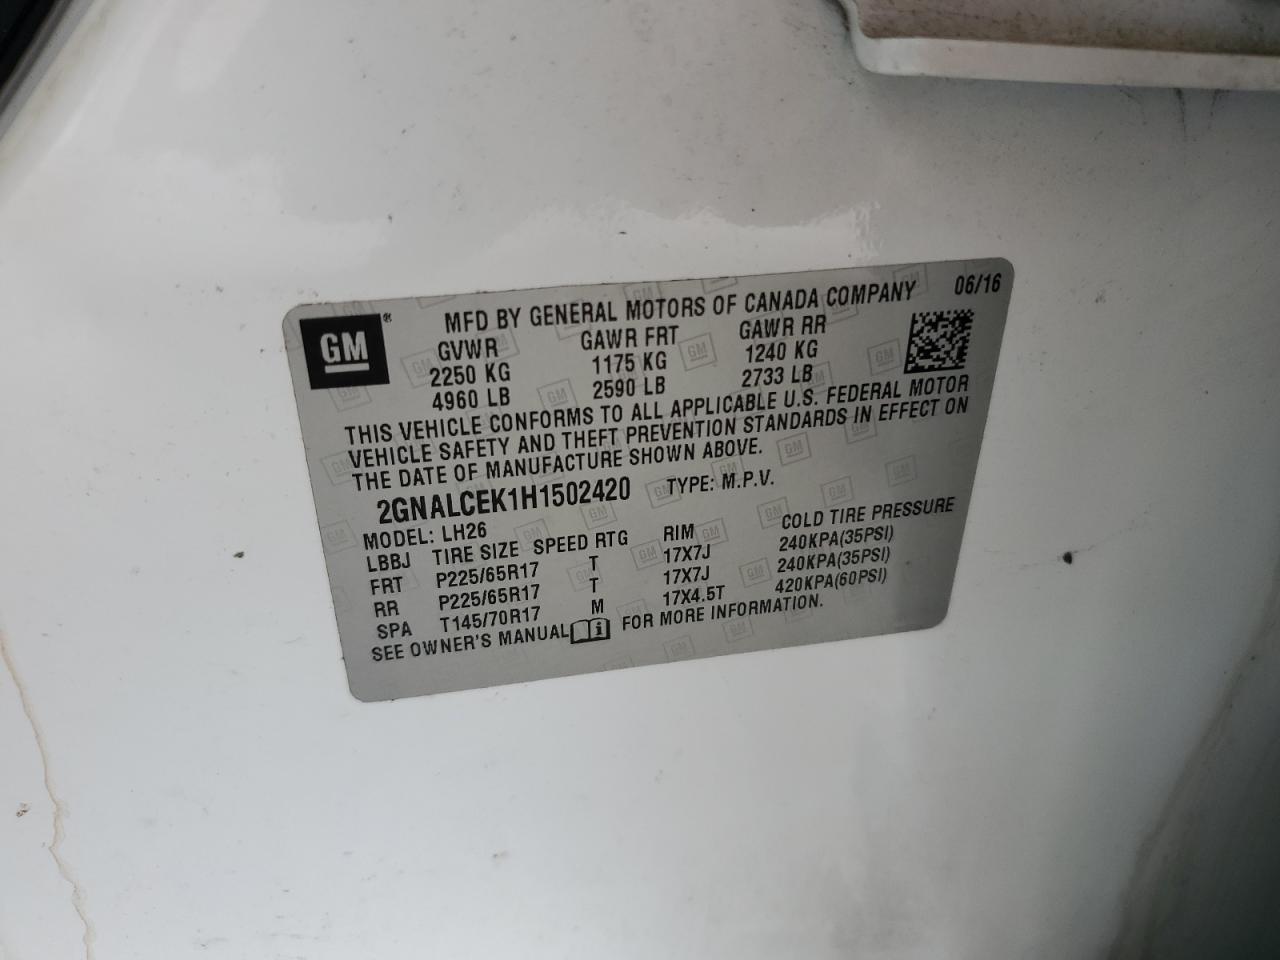 GM ®
MFD BY GENERAL MOTORS OF CANADA COMPANY 06/16
GVWR GAWR FRT GAWR RR
2250 KG 1175 KG 1240 KG
4960 LB 2590 LB 2733 LB
THIS VEHICLE CONFORMS TO ALL APPLICABLE U.S. FEDERAL MOTOR
VEHICLE SAFETY AND THEFT PREVENTION STANDARDS IN EFFECT ON
THE DATE OF MANUFACTURE SHOWN ABOVE.
2GNALCEK1H1502420 TYPE: M.P.V.
MODEL: LH26
LBBJ TIRE SIZE SPEED RTG RIM COLD TIRE PRESSURE
FRT P225/65R17 T 17X7J 240KPA(35PSI)
RR P225/65R17 T 17X7J 240KPA(35PSI)
SPA T145/70R17 M 17X4.5T 420KPA(60PSI)
SEE OWNER'S MANUAL i FOR MORE INFORMATION.